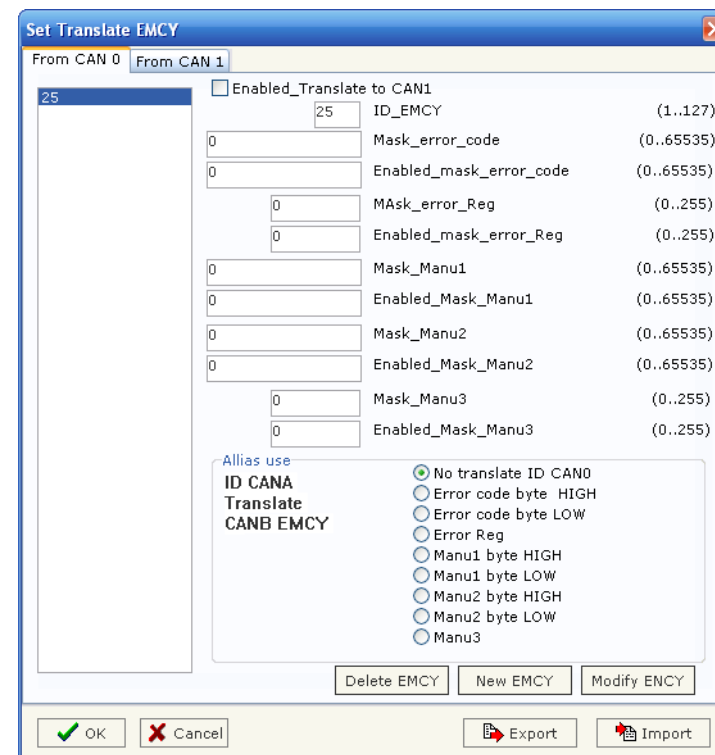 Set Translate EMCY
From CAN 0 From CAN 1
25
Enabled_Translate to CAN1
25 ID_EMCY (1..127)
0 Mask_error_code (0..65535)
0 Enabled_mask_error_code (0..65535)
0 MAsk_error_Reg (0..255)
0 Enabled_mask_error_Reg (0..255)
0 Mask_Manu1 (0..65535)
0 Enabled_Mask_Manu1 (0..65535)
0 Mask_Manu2 (0..65535)
0 Enabled_Mask_Manu2 (0..65535)
0 Mask_Manu3 (0..255)
0 Enabled_Mask_Manu3 (0..255)
Allias use
ID CANA
Translate
CANB EMCY
No translate ID CAN0
Error code byte HIGH
Error code byte LOW
Error Reg
Manu1 byte HIGH
Manu1 byte LOW
Manu2 byte HIGH
Manu2 byte LOW
Manu3
Delete EMCY New EMCY Modify ENCY
OK Cancel Export Import